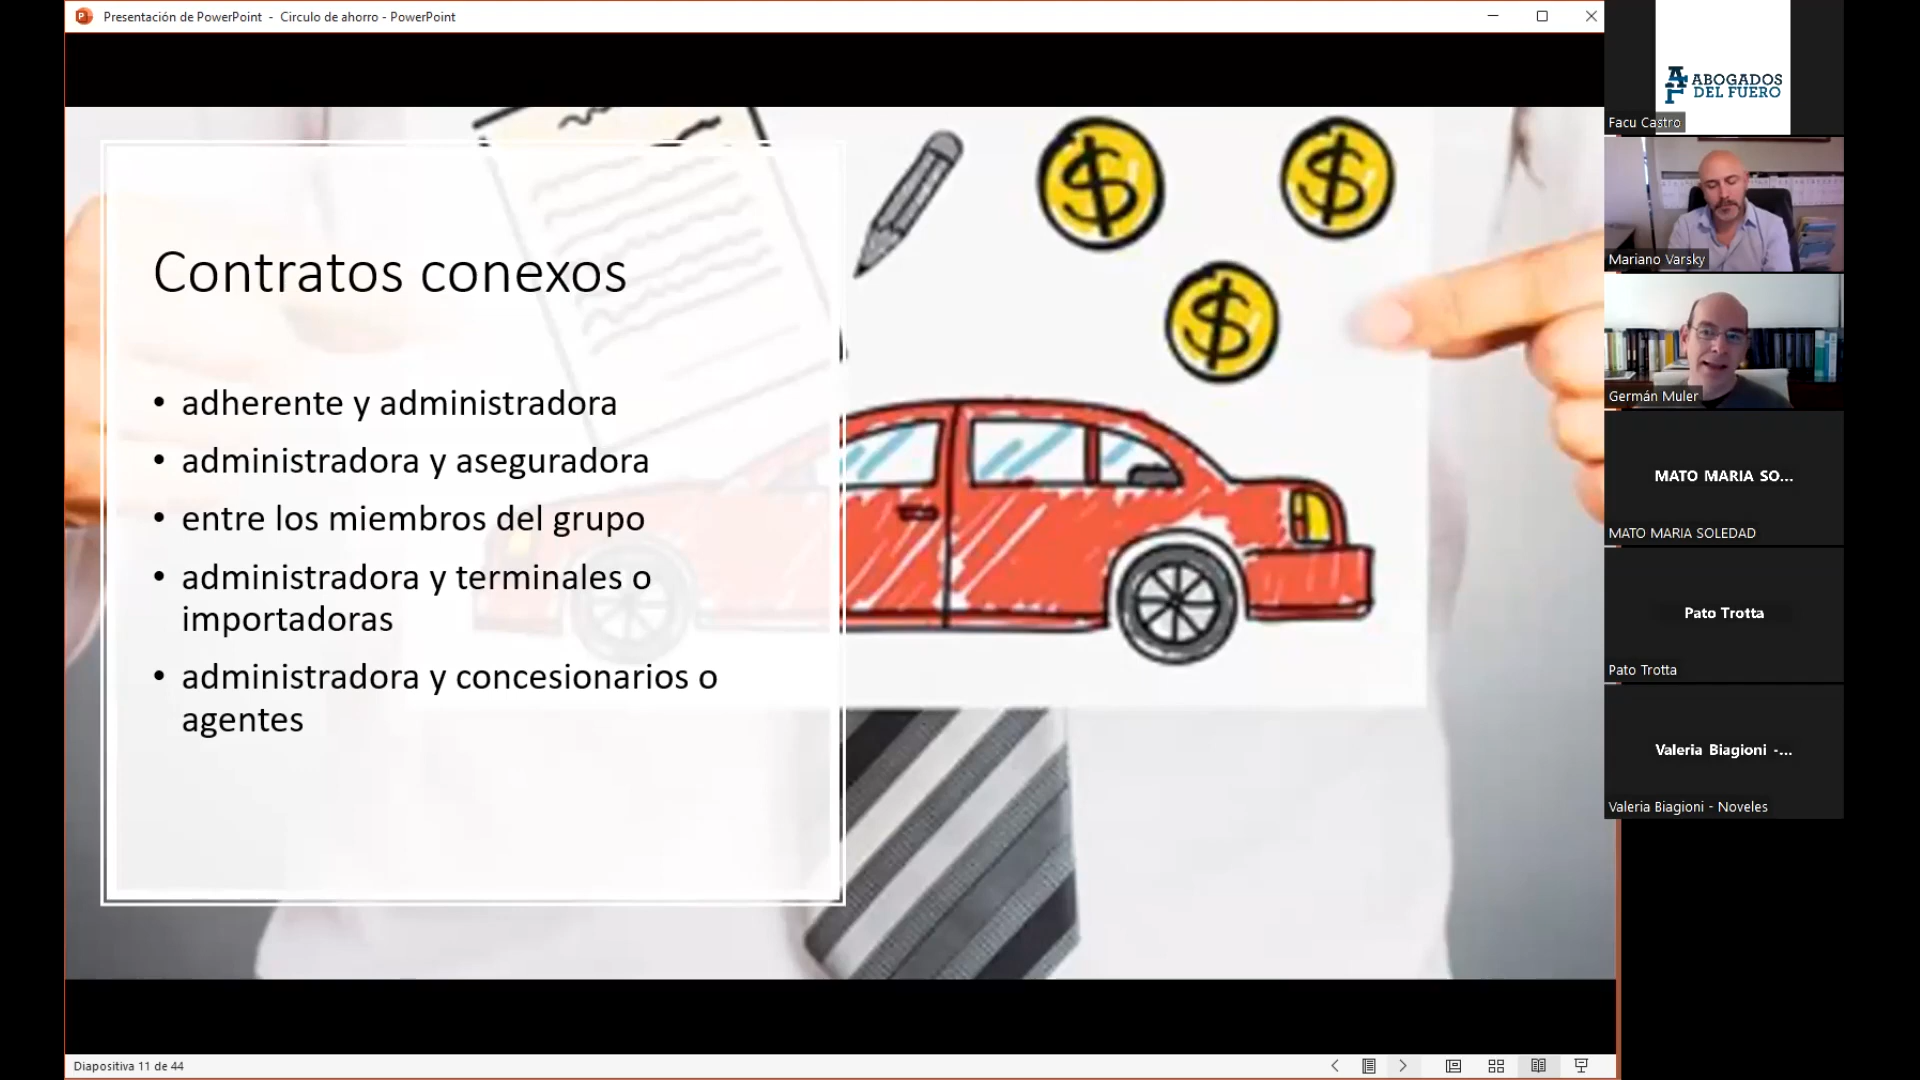 Presentación de PowerPoint - Circulo de ahorro - PowerPoint
Contratos conexos
• adherente y administradora
• administradora y aseguradora
• entre los miembros del grupo
• administradora y terminales o
importadoras
• administradora y concesionarios o
agentes
Diapositiva 11 de 44
ABOGADOS
DEL FUERO
Facu Castro
Mariano Varsky
Germán Muler
MATO MARIA SO...
MATO MARIA SOLEDAD
Pato Trotta
Pato Trotta
Valeria Biagioni -...
Valeria Biagioni - Noveles